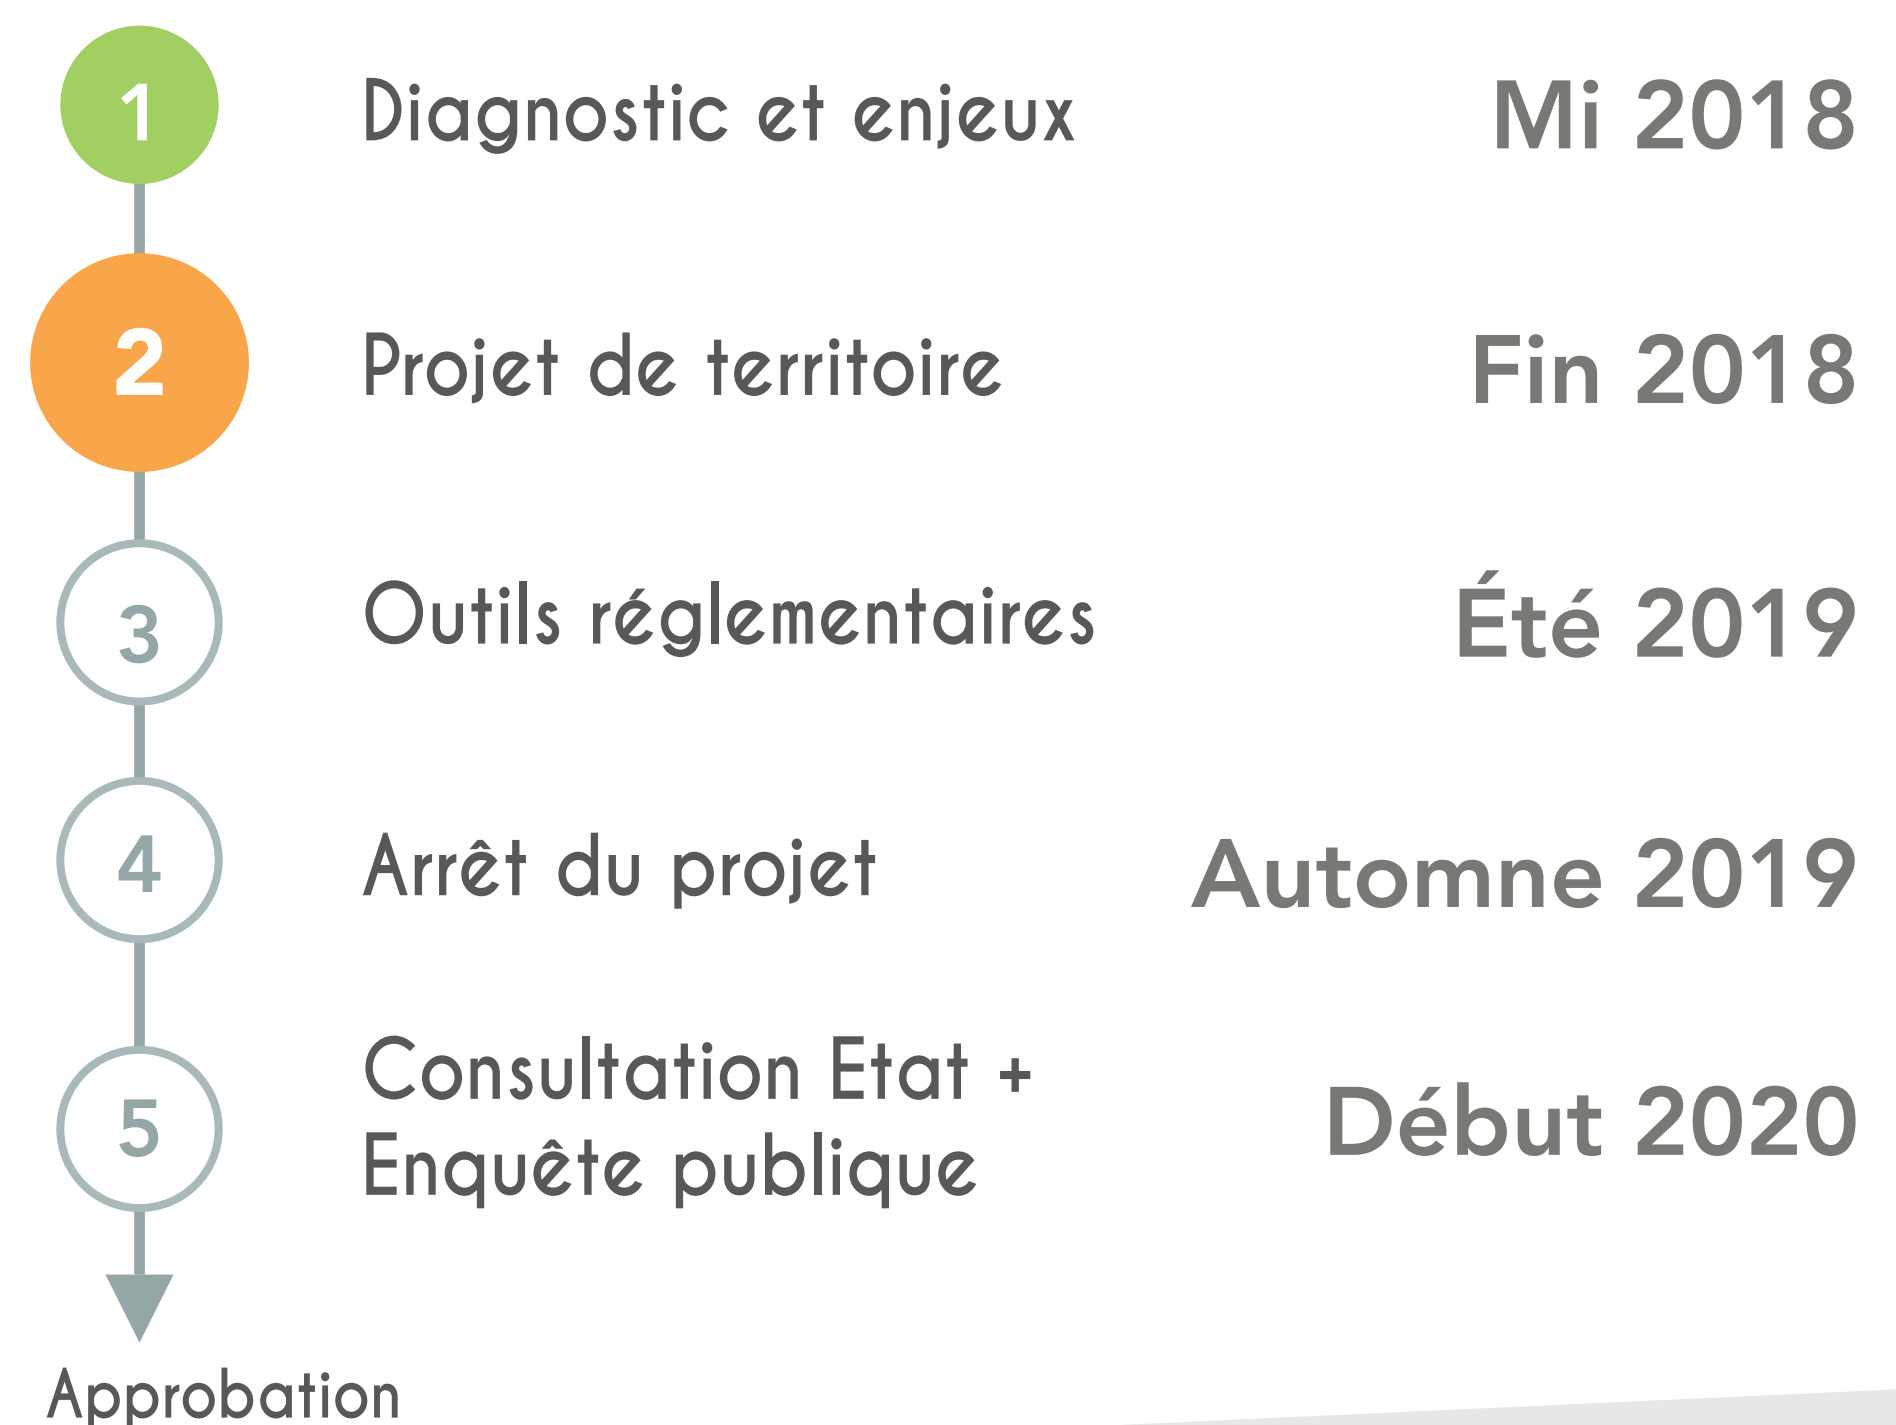 1 Diagnostic et enjeux Mi 2018
2 Projet de territoire Fin 2018
3 Outils réglementaires Été 2019
4 Arrêt du projet Automne 2019
5 Consultation Etat +
Enquête publique Début 2020
Approbation